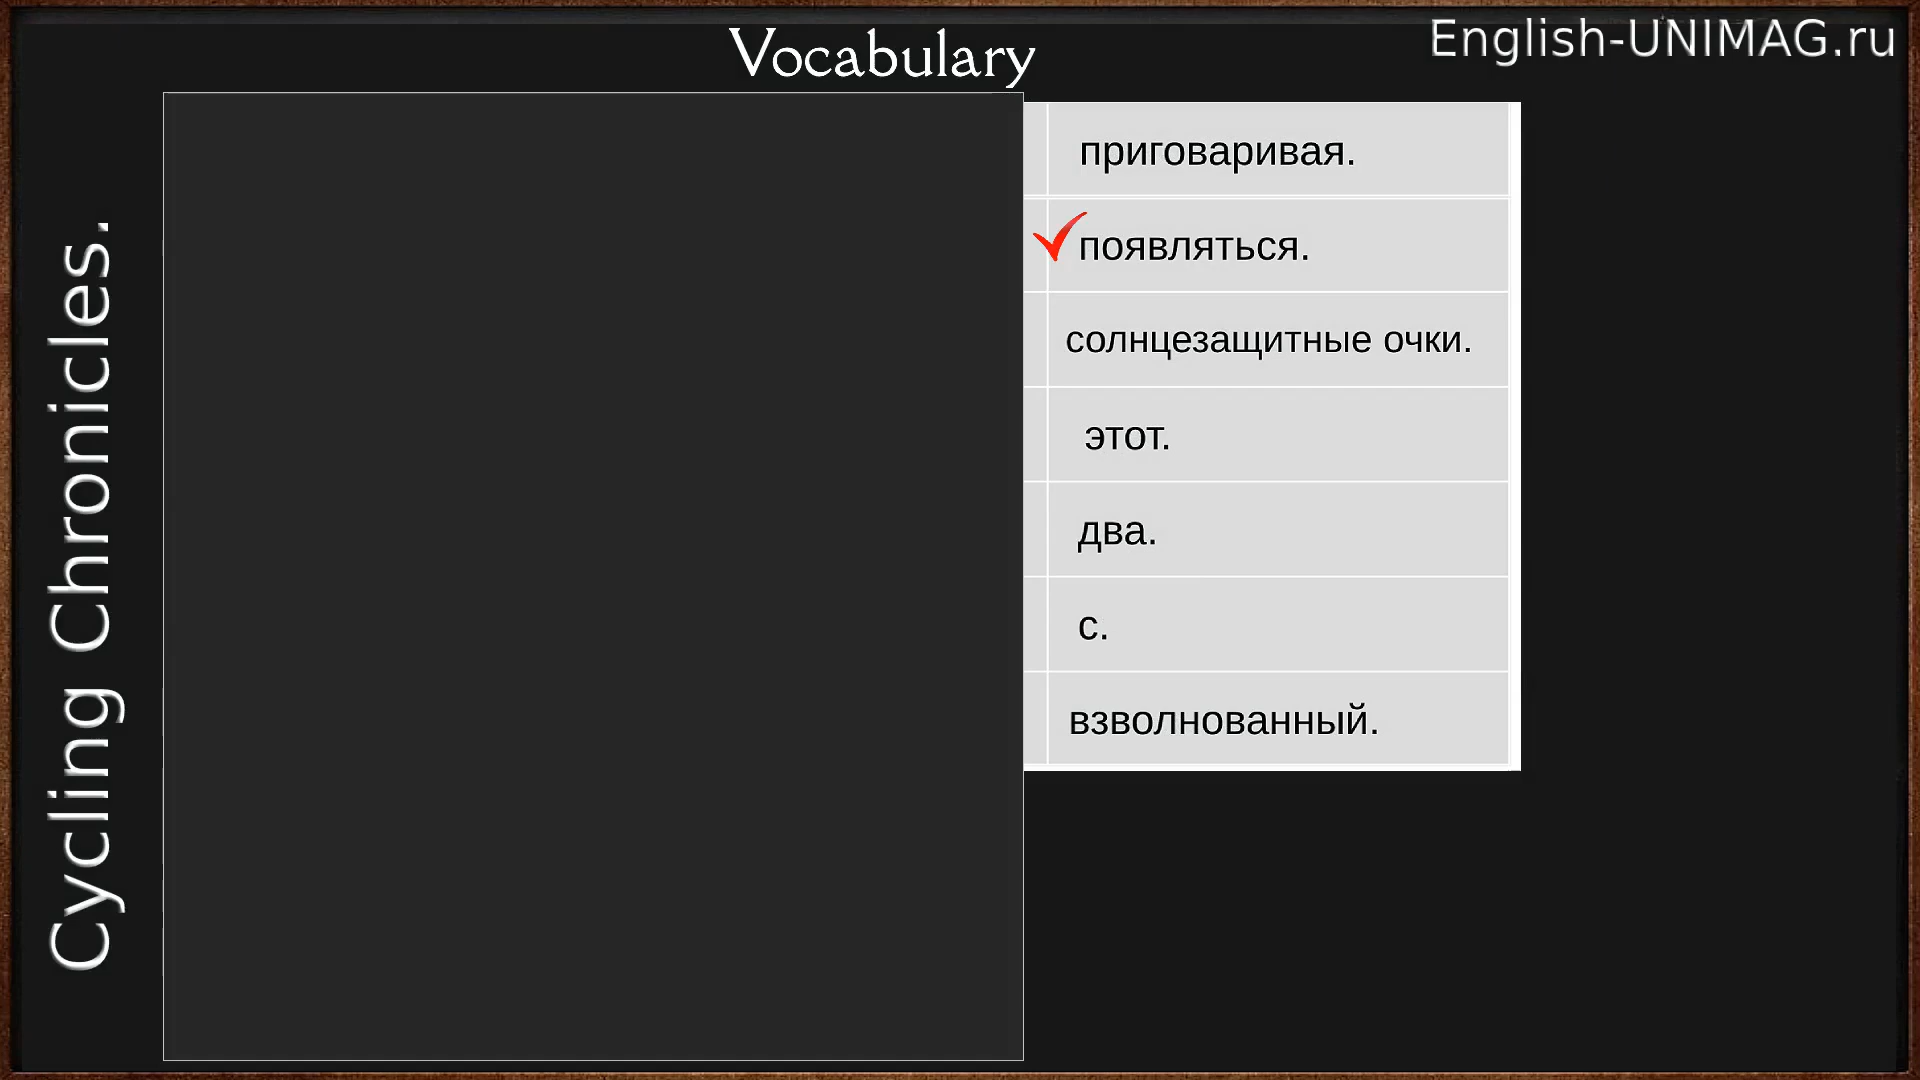 Vocabulary
English-UNIMAG.ru
Cycling Chronicles.
приговаривая.
появляться.
солнцезащитные очки.
этот.
два.
с.
взволнованный.